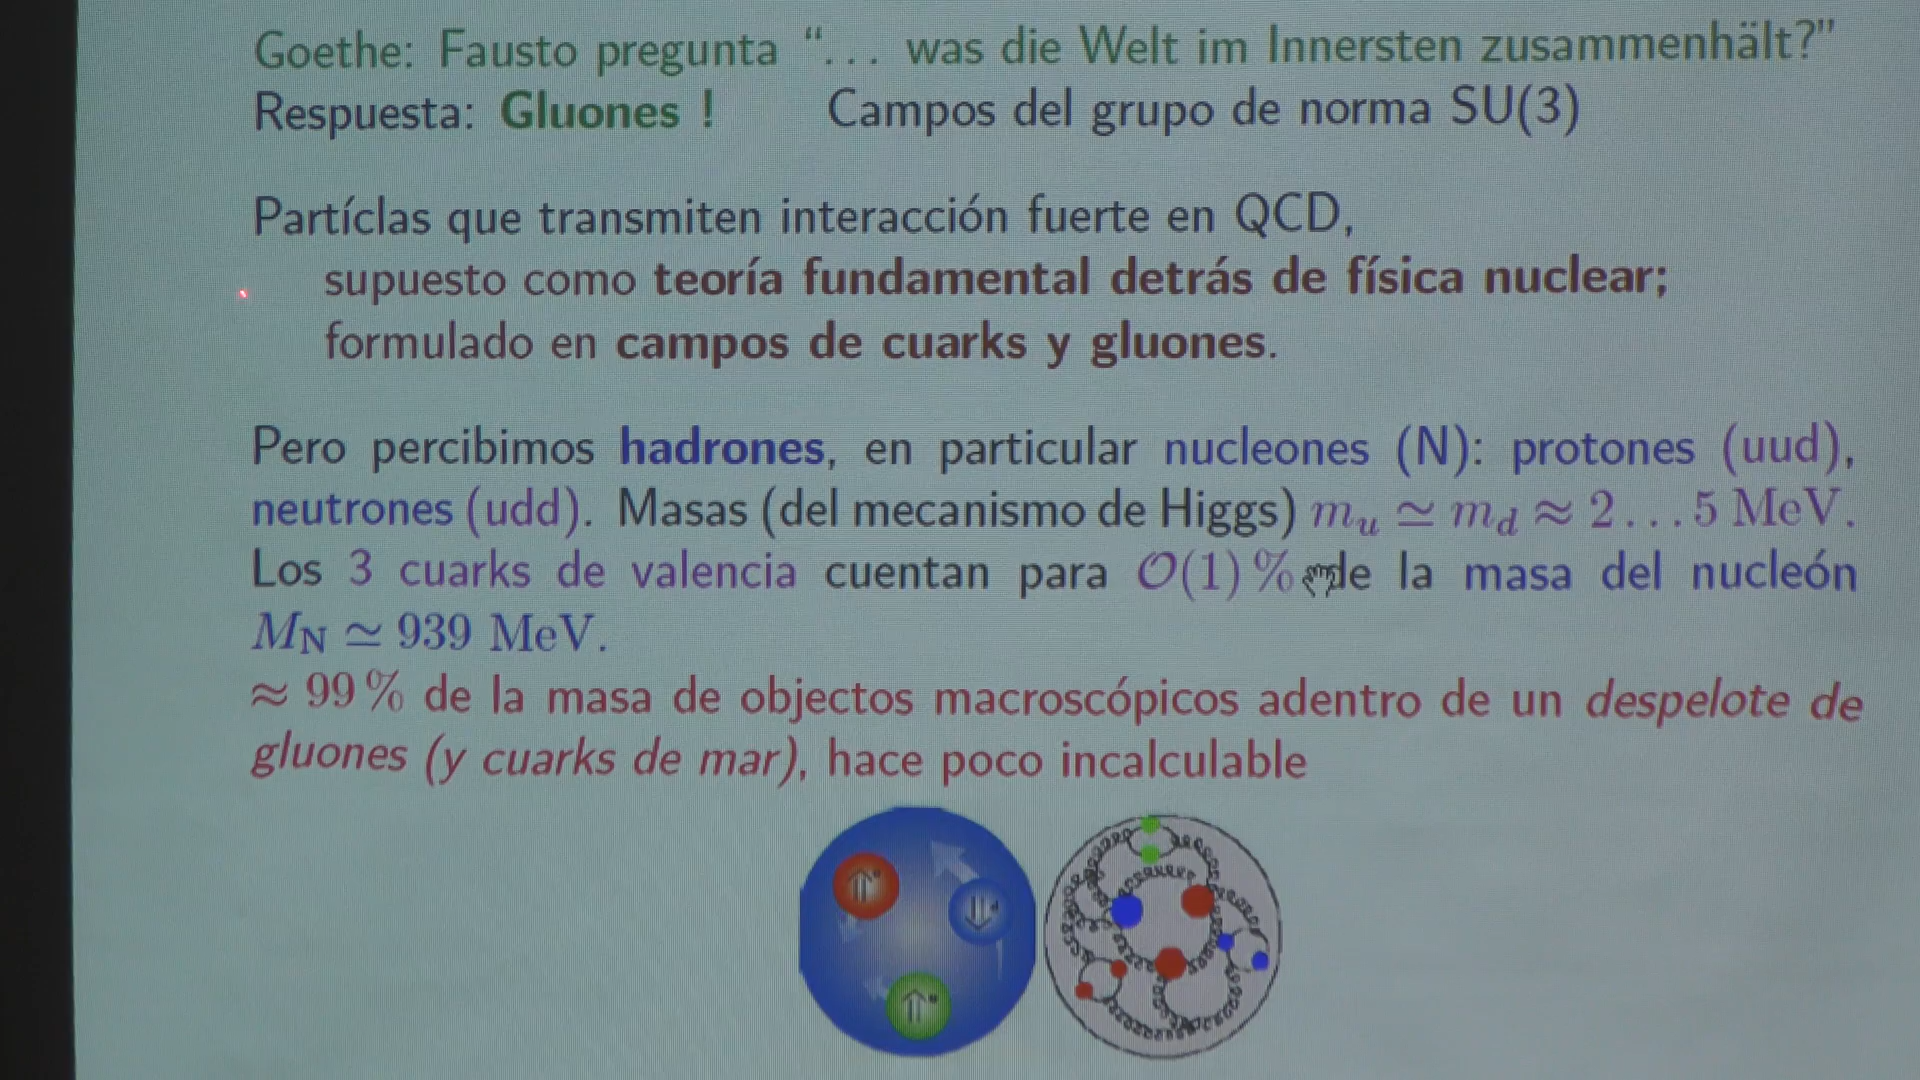 Goethe: Fausto pregunta “... was die Welt im Innersten zusammenhält?”
Respuesta: Gluones ! Campos del grupo de norma SU(3)
Partíclas que transmiten interacción fuerte en QCD,
supuesto como teoría fundamental detrás de física nuclear;
formulado en campos de cuarks y gluones.
Pero percibimos hadrones, en particular nucleones (N): protones (uud),
neutrones (udd). Masas (del mecanismo de Higgs) m_u ≃ m_d ≈ 2...5 MeV.
Los 3 cuarks de valencia cuentan para O(1) % de la masa del nucleón
M_N ≃ 939 MeV.
≈ 99 % de la masa de objectos macroscópicos adentro de un despelote de
gluones (y cuarks de mar), hace poco incalculable